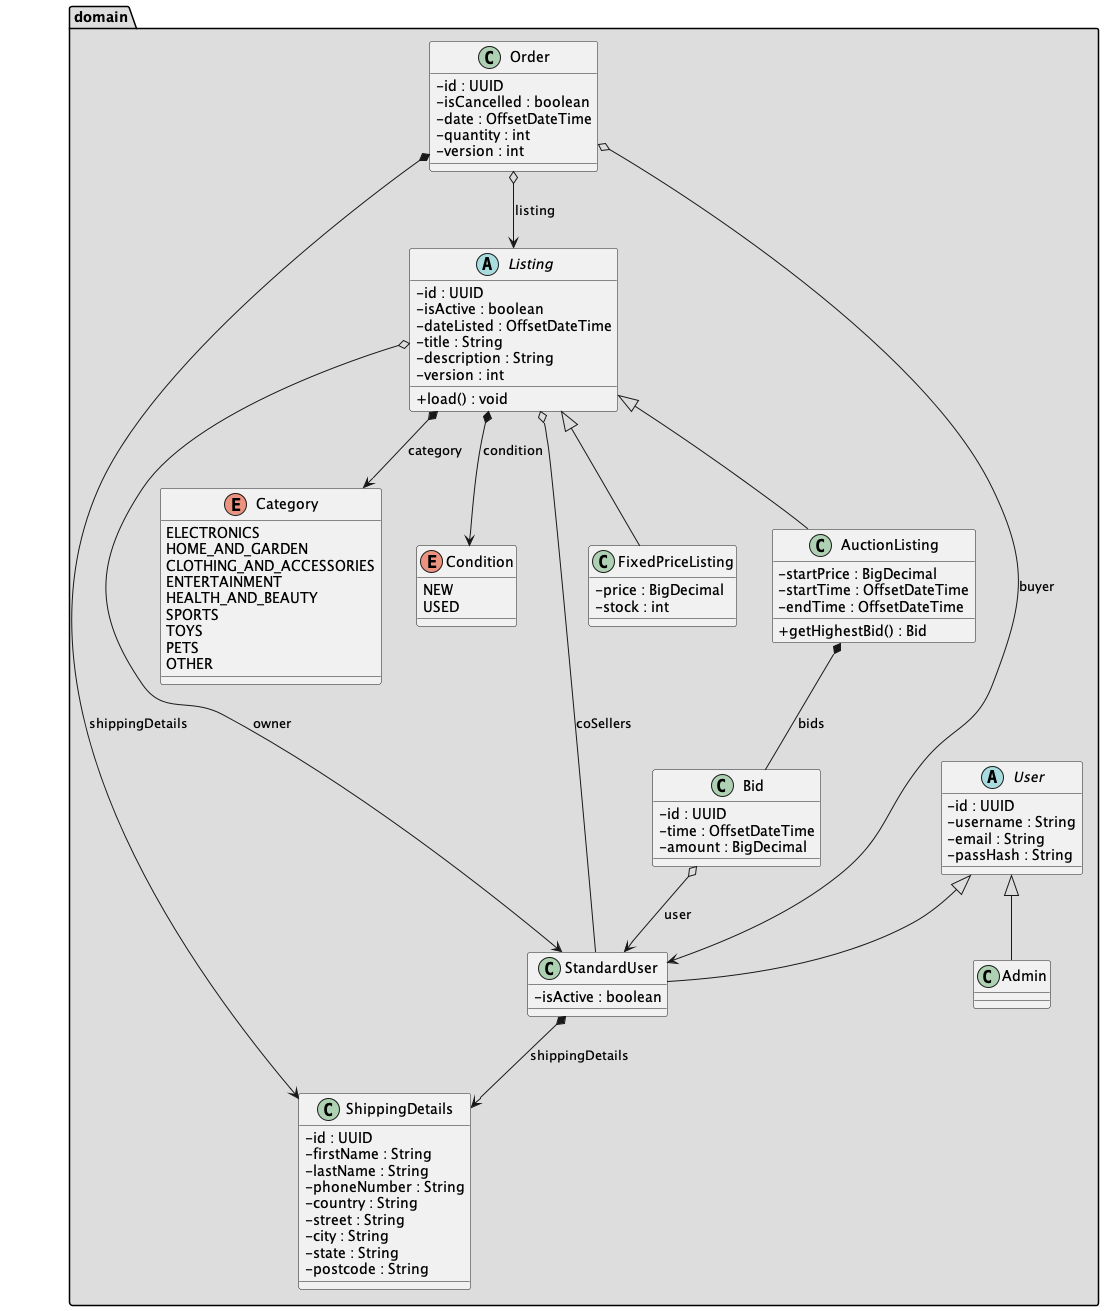 domain
C Order
-id : UUID
-isCancelled : boolean
-date : OffsetDateTime
-quantity : int
-version : int
listing
A Listing
-id : UUID
-isActive : boolean
-dateListed : OffsetDateTime
-title : String
-description : String
-version : int
+load() : void
category
condition
E Category
ELECTRONICS
HOME_AND_GARDEN
CLOTHING_AND_ACCESSORIES
ENTERTAINMENT
HEALTH_AND_BEAUTY
SPORTS
TOYS
PETS
OTHER
E Condition
NEW
USED
C FixedPriceListing
-price : BigDecimal
-stock : int
C AuctionListing
-startPrice : BigDecimal
-startTime : OffsetDateTime
-endTime : OffsetDateTime
+getHighestBid() : Bid
buyer
shippingDetails
owner
coSellers
bids
C Bid
-id : UUID
-time : OffsetDateTime
-amount : BigDecimal
A User
-id : UUID
-username : String
-email : String
-passHash : String
user
C StandardUser
-isActive : boolean
C Admin
shippingDetails
C ShippingDetails
-id : UUID
-firstName : String
-lastName : String
-phoneNumber : String
-country : String
-street : String
-city : String
-state : String
-postcode : String